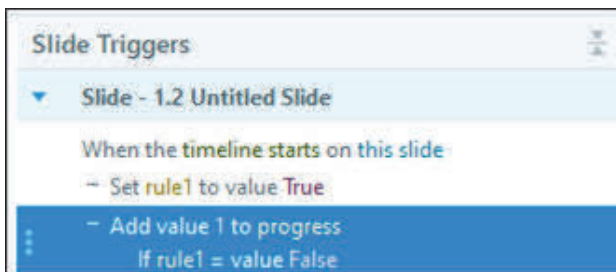 Slide Triggers
Slide - 1.2 Untitled Slide
When the timeline starts on this slide
– Set rule1 to value True
– Add value 1 to progress
If rule1 = value False